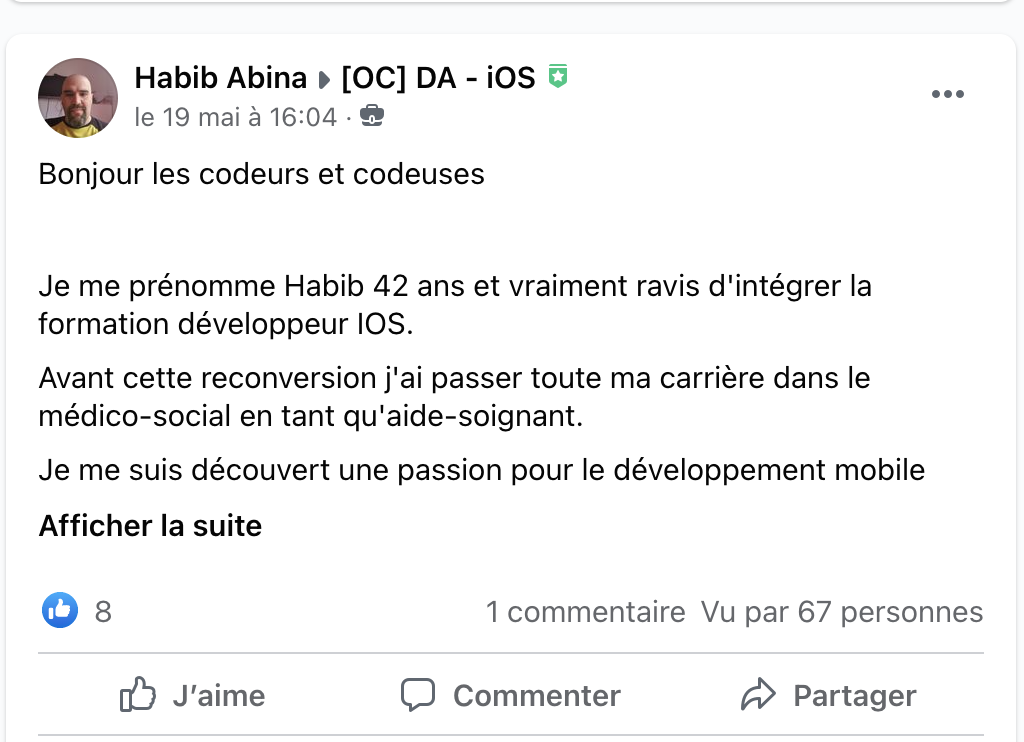 Habib Abina [OC] DA - iOS
le 19 mai à 16:04 ·
Bonjour les codeurs et codeuses
Je me prénomme Habib 42 ans et vraiment ravis d'intégrer la
formation développeur IOS.
Avant cette reconversion j'ai passer toute ma carrière dans le
médico-social en tant qu'aide-soignant.
Je me suis découvert une passion pour le développement mobile
Afficher la suite
8 1 commentaire Vu par 67 personnes
J’aime Commenter Partager